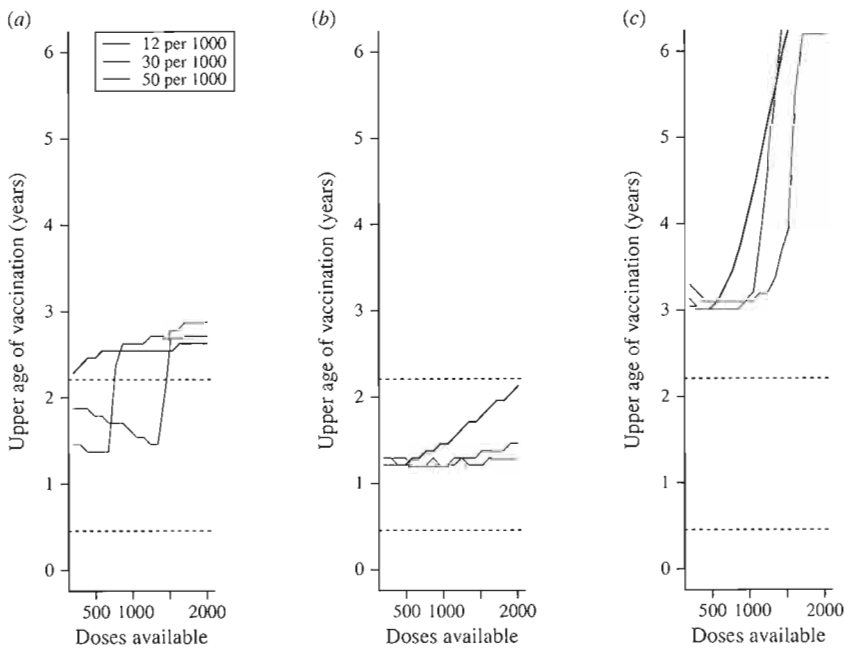 (a)
12 per 1000
30 per 1000
50 per 1000
Upper age of vaccination (years)
6
5
4
3
2
1
0
500 1000 2000
Doses available
(b)
Upper age of vaccination (years)
6
5
4
3
2
1
0
500 1000 2000
Doses available
(c)
Upper age of vaccination (years)
6
5
4
3
2
1
0
500 1000 2000
Doses available